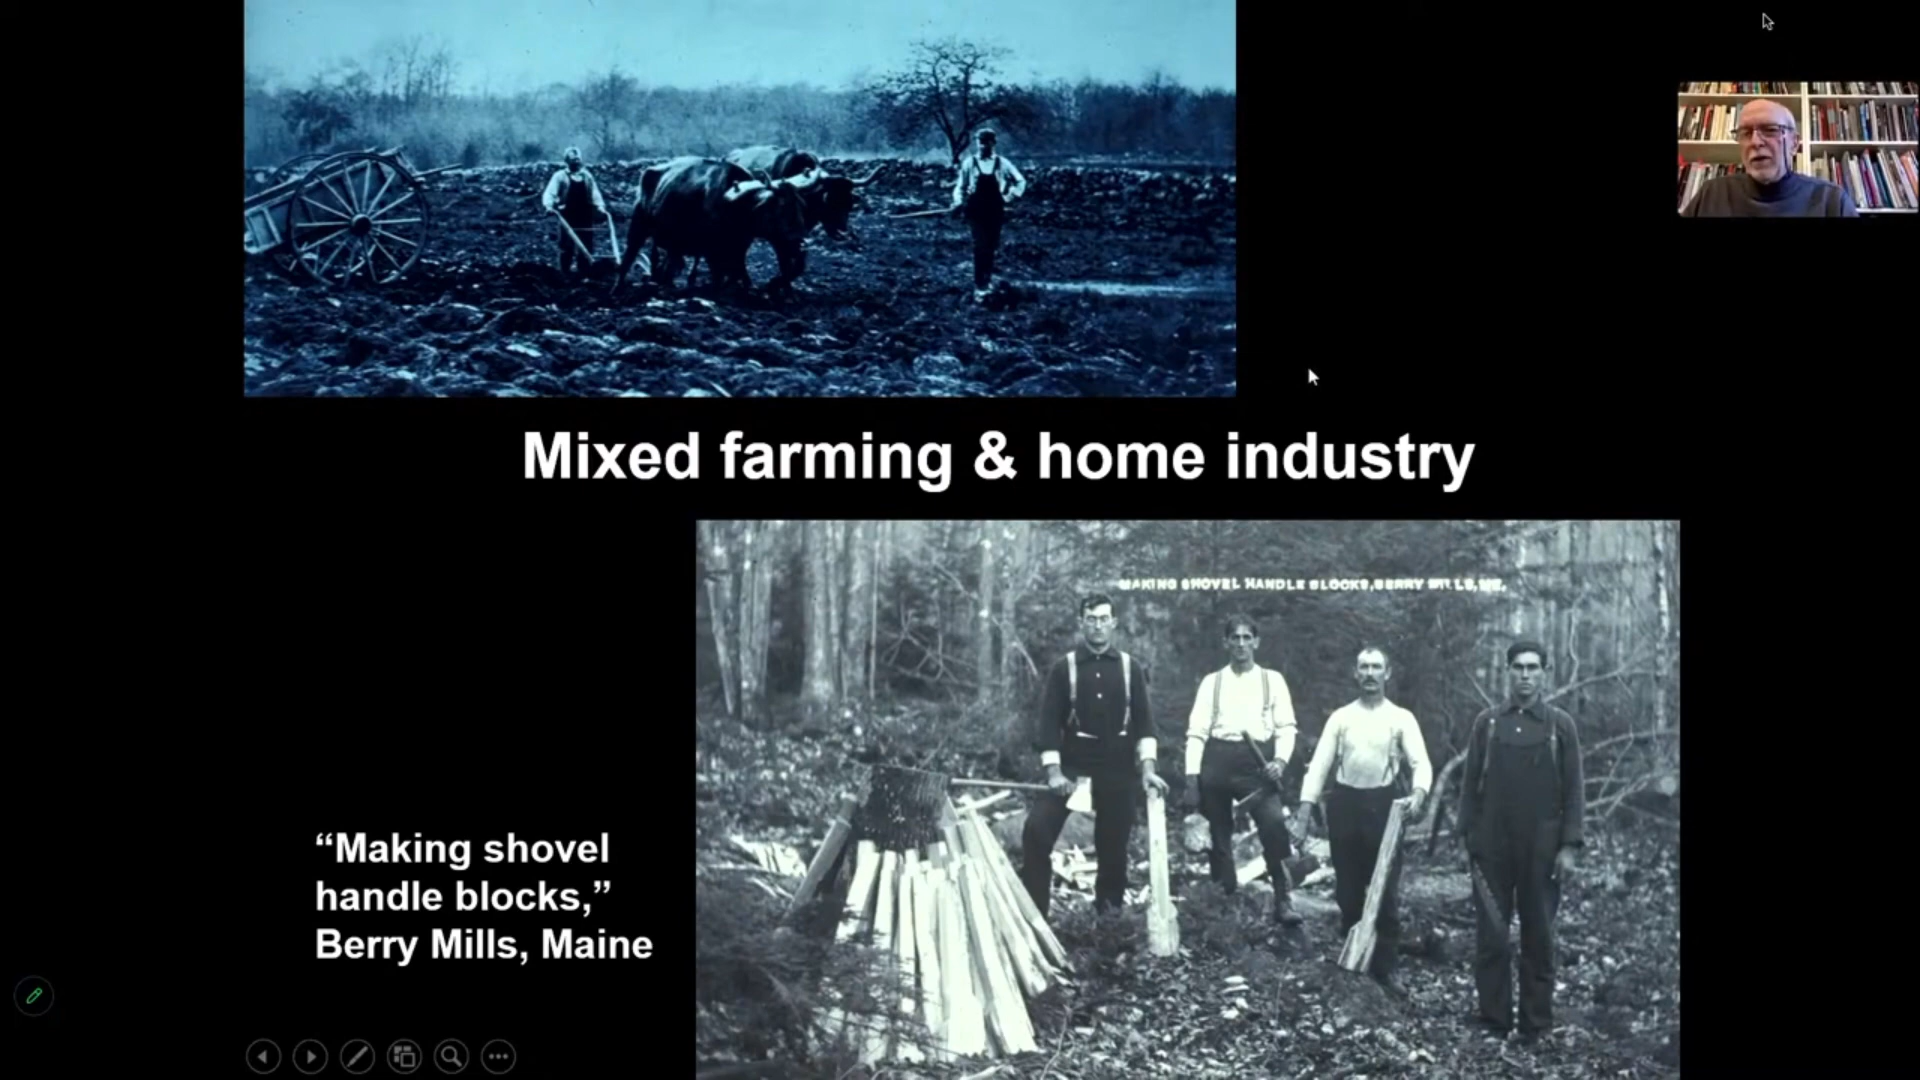 Mixed farming & home industry
MAKING SHOVEL HANDLE BLOCKS, BERRY MILLS, ME.
“Making shovel
handle blocks,”
Berry Mills, Maine